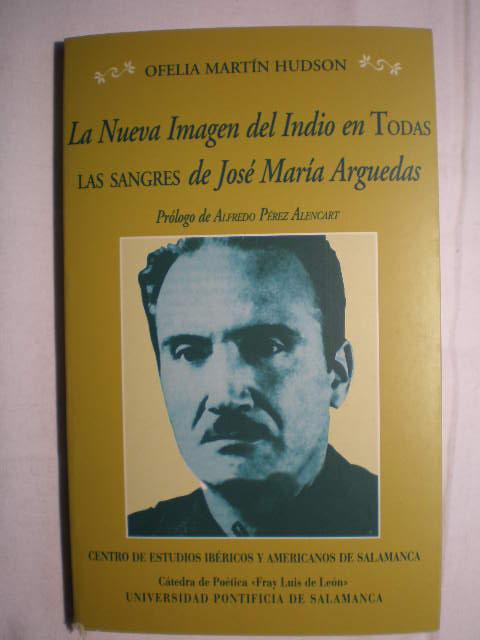 OFELIA MARTÍN HUDSON
La Nueva Imagen del Indio en TODAS
LAS SANGRES de José María Arguedas
Prólogo de ALFREDO PÉREZ ALENCART
CENTRO DE ESTUDIOS IBÉRICOS Y AMERICANOS DE SALAMANCA
Cátedra de Poética «Fray Luis de León»
UNIVERSIDAD PONTIFICIA DE SALAMANCA